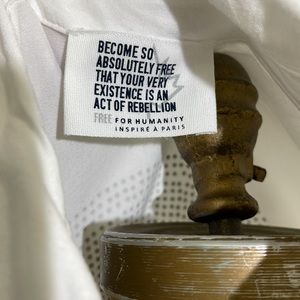 BECOME SO
ABSOLUTELY FREE
THAT YOUR VERY
EXISTENCE IS AN
ACT OF REBELLION
FREE FOR HUMANITY
INSPIRÉ À PARIS